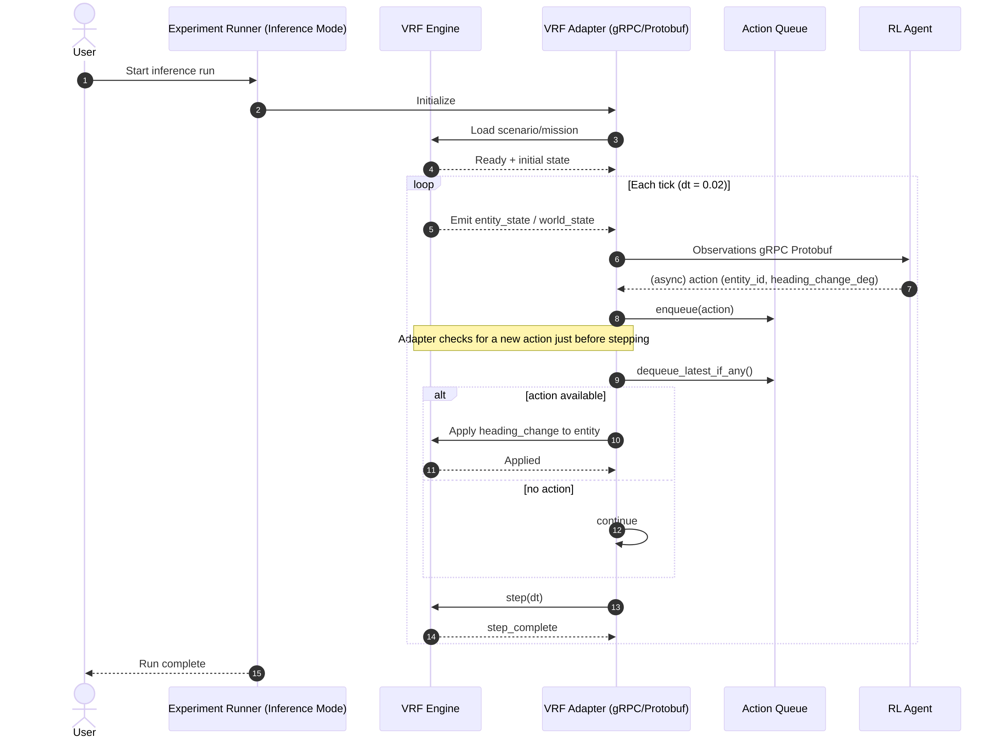 User
Experiment Runner (Inference Mode)
VRF Engine
VRF Adapter (gRPC/Protobuf)
Action Queue
RL Agent
1
Start inference run
2
Initialize
Load scenario/mission
3
4
Ready + initial state
loop
[Each tick (dt = 0.02)]
5
Emit entity_state / world_state
6
Observations gRPC Protobuf
(async) action (entity_id, heading_change_deg)
7
8
enqueue(action)
Adapter checks for a new action just before stepping
9
dequeue_latest_if_any()
alt
[action available]
Apply heading_change to entity
10
11
Applied
[no action]
continue
12
step(dt)
13
14
step_complete
Run complete
15
User
Experiment Runner (Inference Mode)
VRF Engine
VRF Adapter (gRPC/Protobuf)
Action Queue
RL Agent